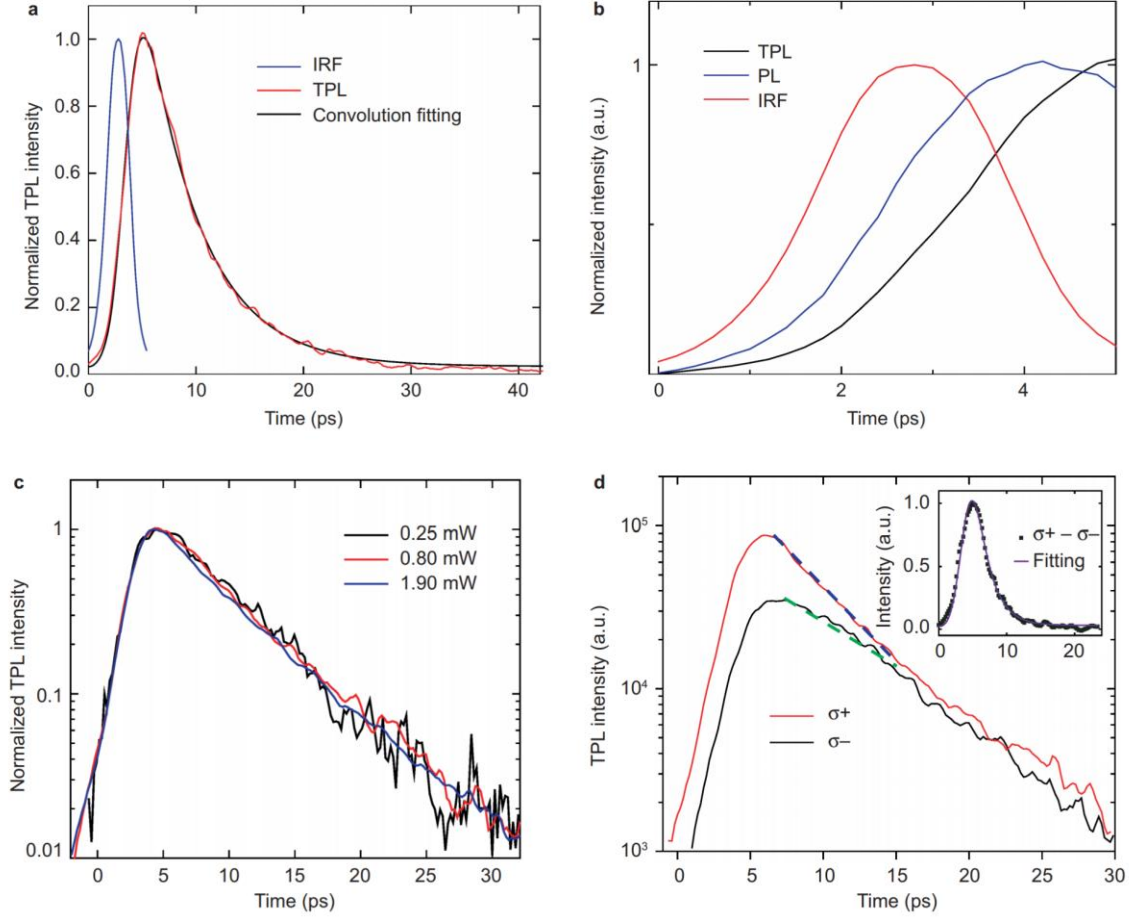 a
1.0
0.8
0.6
0.4
0.2
0.0
Normalized TPL intensity
IRF
TPL
Convolution fitting
0
10
20
30
40
Time (ps)
b
1
Normalized intensity (a.u.)
TPL
PL
IRF
0
2
4
Time (ps)
c
1
0.1
0.01
Normalized TPL intensity
0.25 mW
0.80 mW
1.90 mW
0
5
10
15
20
25
30
Time (ps)
d
10⁵
10⁴
10³
TPL intensity (a.u.)
σ+
σ–
0
5
10
15
20
25
30
Time (ps)
1.0
0.5
0.0
Intensity (a.u.)
σ+ – σ–
Fitting
0
10
20